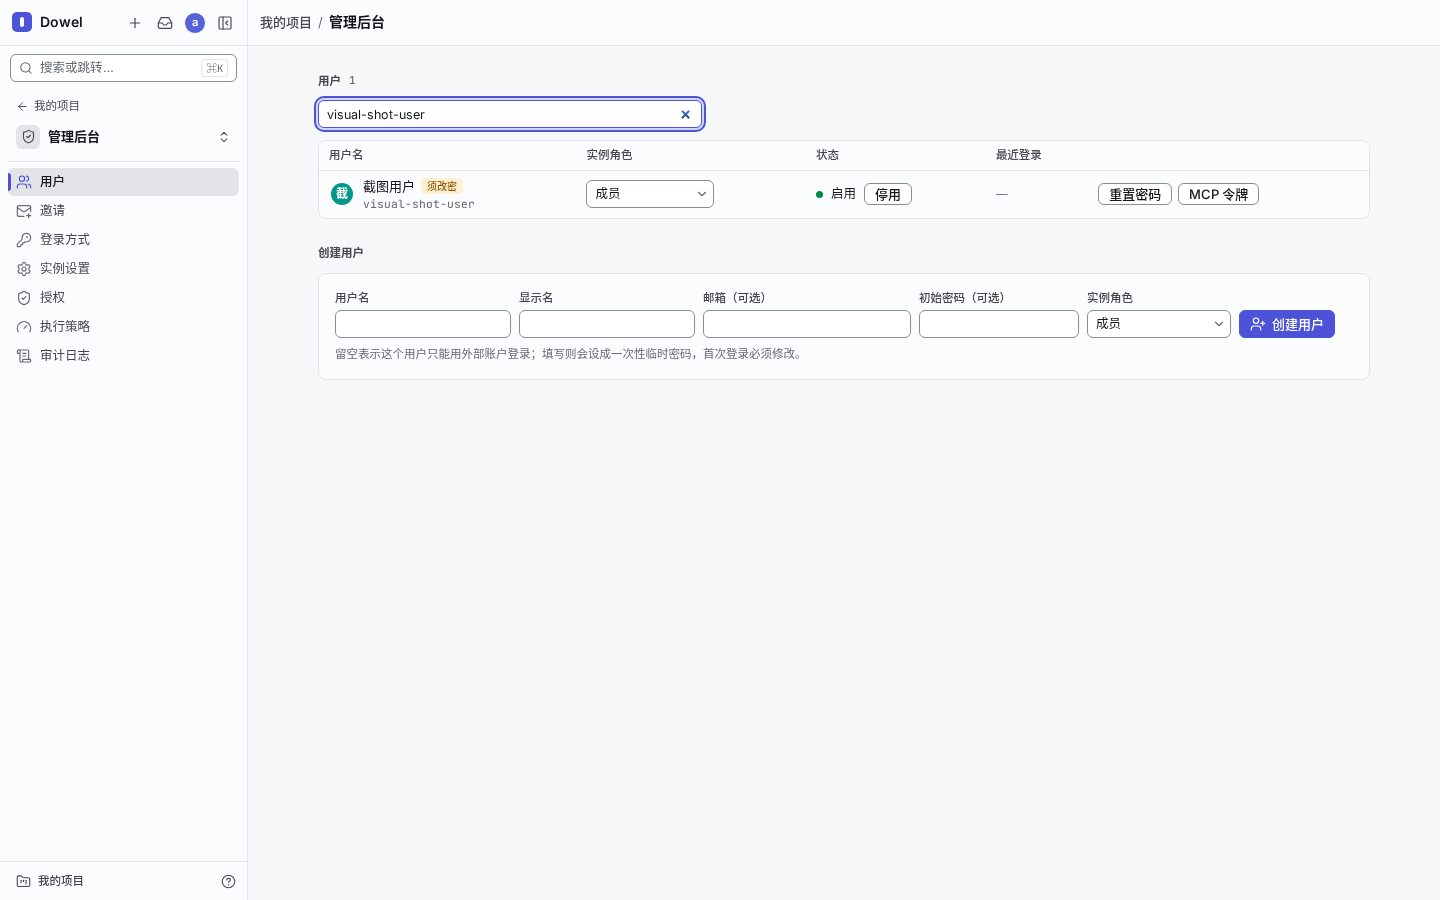 Dowel
a
搜索或跳转...
⌘K
我的项目
管理后台
用户
邀请
登录方式
实例设置
授权
执行策略
审计日志
我的项目
我的项目 / 管理后台
用户 1
visual-shot-user
用户名 实例角色 状态 最近登录
截 截图用户 须改密 成员 启用 停用 — 重置密码 MCP 令牌
visual-shot-user
创建用户
用户名 显示名 邮箱（可选） 初始密码（可选） 实例角色
成员 创建用户
留空表示这个用户只能用外部账户登录；填写则会设成一次性临时密码，首次登录必须修改。